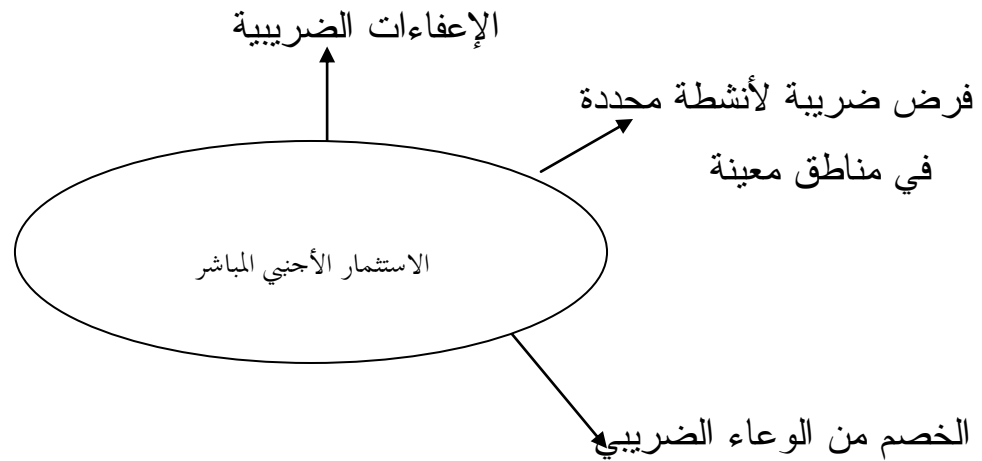 الإعفاءات الضريبية
فرض ضريبة لأنشطة محددة
في مناطق معينة
الاستثمار الأجنبي المباشر
الخصم من الوعاء الضريبي